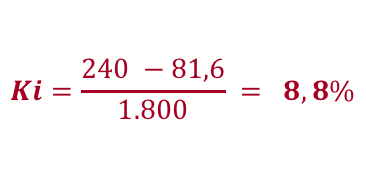 Ki = (240 − 81,6) / 1.800 = 8,8%